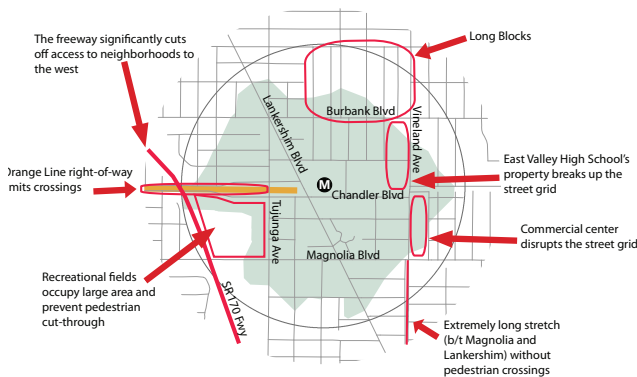 The freeway significantly cuts
off access to neighborhoods to
the west
Long Blocks
Burbank Blvd
Lankershim Blvd
Vineland Ave
East Valley High School's
property breaks up the
street grid
Orange Line right-of-way
mits crossings
M
Chandler Blvd
Tujunga Ave
Commercial center
disrupts the street grid
Magnolia Blvd
Recreational fields
occupy large area and
prevent pedestrian
cut-through
SR170 Fwy
Extremely long stretch
(b/t Magnolia and
Lankershim) without
pedestrian crossings